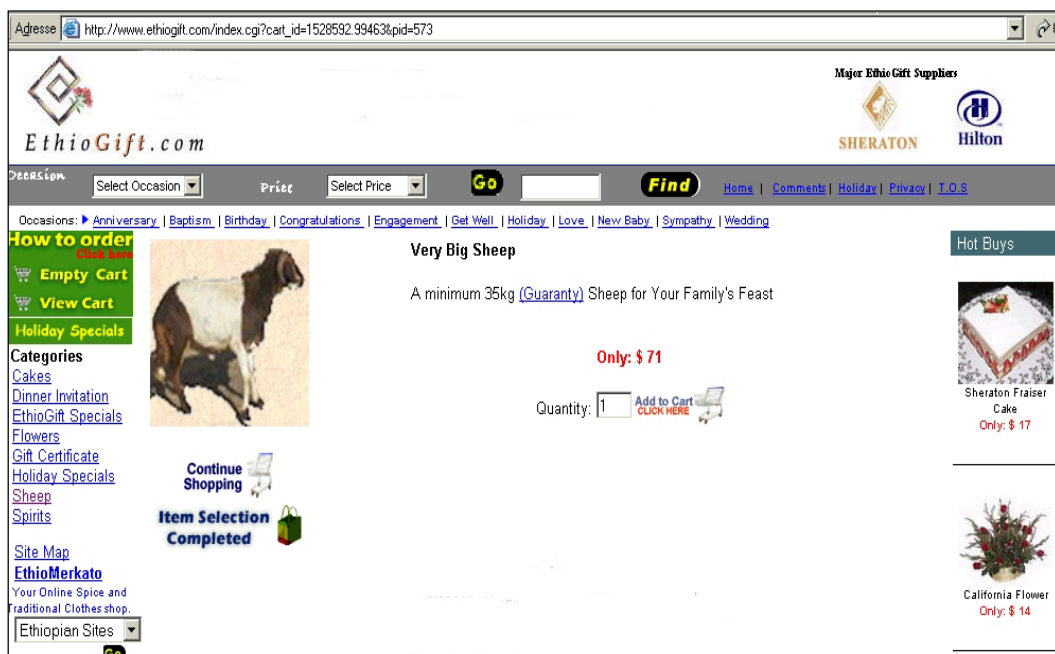 Adresse http://www.ethiogift.com/index.cgi?cart_id=1528592.99463&pid=573
EthioGift.com
Major Ethio Gift Suppliers
SHERATON
Hilton
Occasion Select Occasion Price Select Price Go Find Home | Comments | Holiday | Privacy | T.O.S
Occasions: Anniversary | Baptism | Birthday | Congratulations | Engagement | Get Well | Holiday | Love | New Baby | Sympathy | Wedding
How to order
Click here
Empty Cart
View Cart
Holiday Specials
Categories
Cakes
Dinner Invitation
EthioGift Specials
Flowers
Gift Certificate
Holiday Specials
Sheep
Spirits
Site Map
EthioMerkato
Your Online Spice and
Traditional Clothes shop.
Ethiopian Sites
Go
Very Big Sheep
A minimum 35kg (Guaranty) Sheep for Your Family's Feast
Only: $ 71
Quantity: 1 Add to Cart
CLICK HERE
Continue
Shopping
Item Selection
Completed
Hot Buys
Sheraton Fraiser
Cake
Only: $ 17
California Flower
Only: $ 14